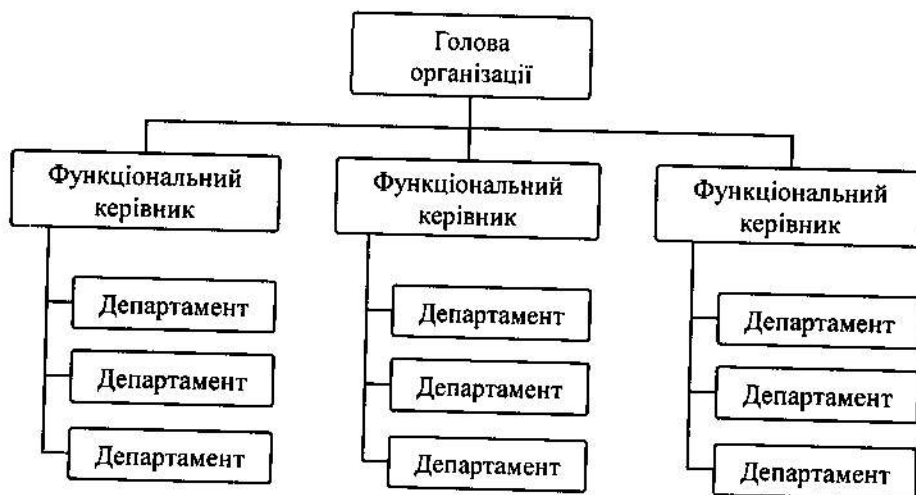 Голова
організації
Функціональний
керівник
Функціональний
керівник
Функціональний
керівник
Департамент
Департамент
Департамент
Департамент
Департамент
Департамент
Департамент
Департамент
Департамент